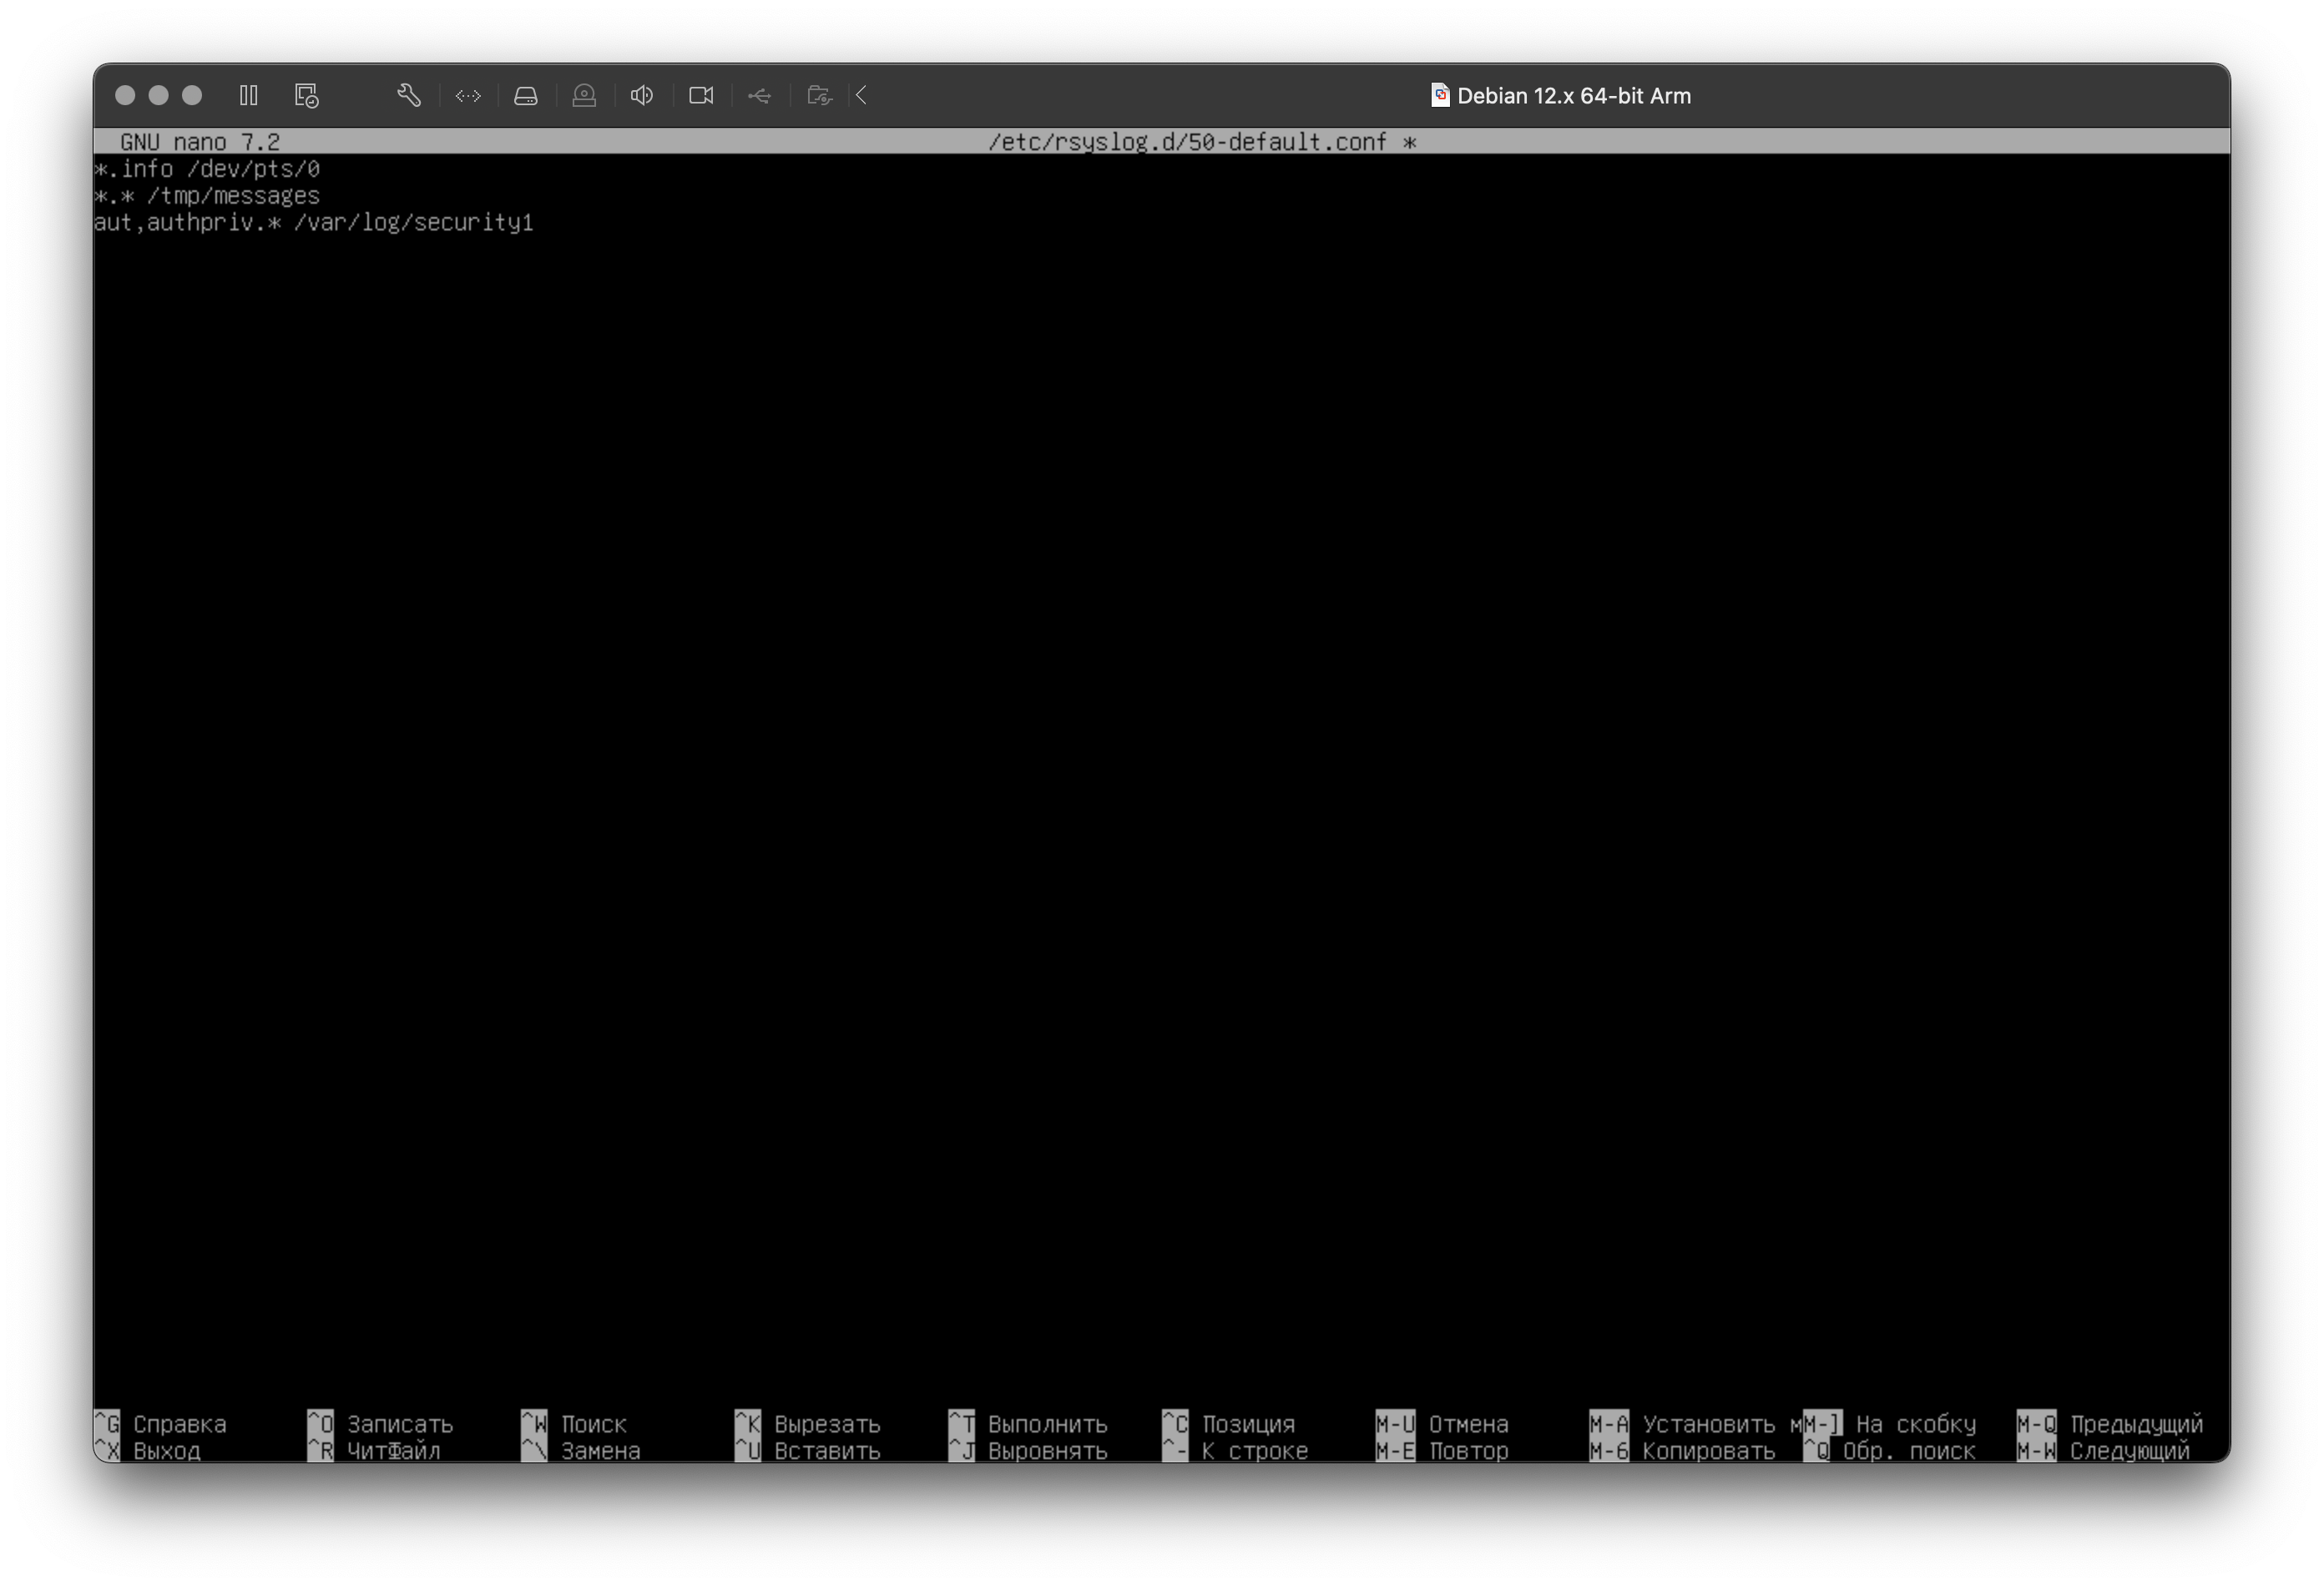 Debian 12.x 64-bit Arm
GNU nano 7.2 /etc/rsyslog.d/50-default.conf *
*.info /dev/pts/0
*.* /tmp/messages
aut,authpriv.* /var/log/security1
^G Справка ^O Записать ^W Поиск ^K Вырезать ^T Выполнить ^C Позиция M-U Отмена M-A Установить мM-] На скобку M-Q Предыдущий
^X Выход ^R ЧитФайл ^\ Замена ^U Вставить ^J Выровнять ^- К строке M-E Повтор M-6 Копировать ^Q Обр. поиск M-W Следующий